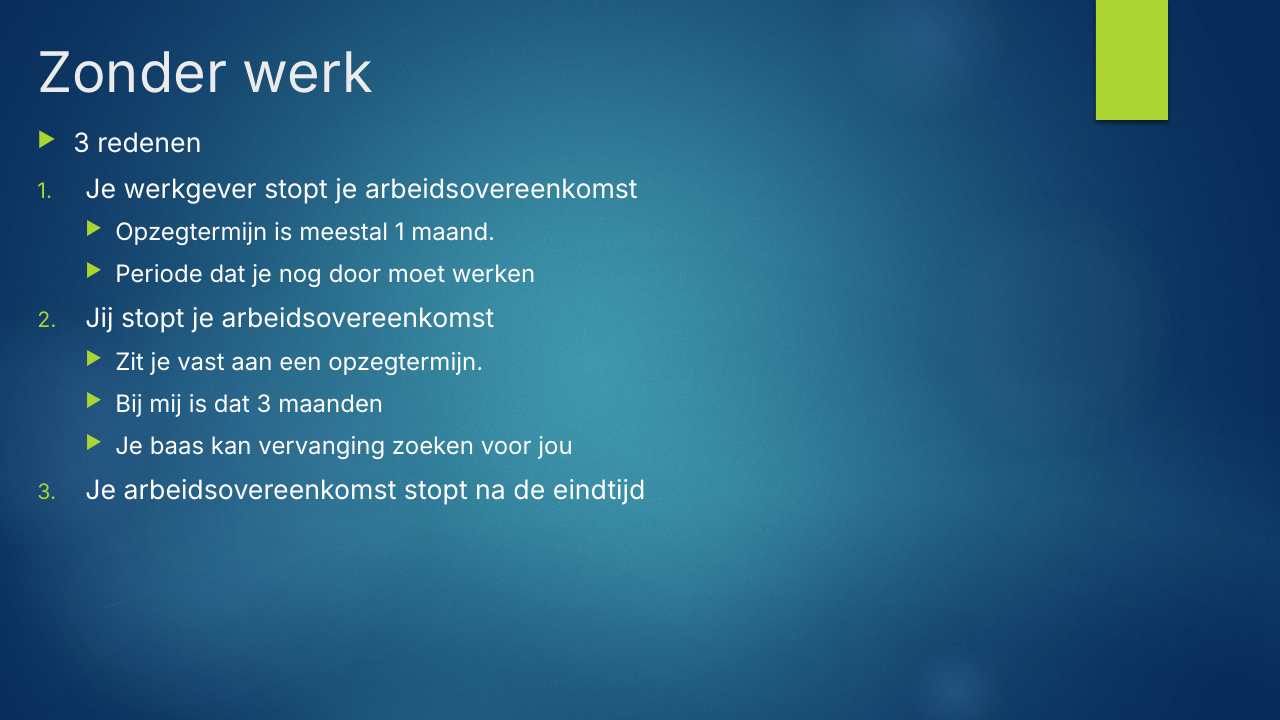 Zonder werk
3 redenen
1. Je werkgever stopt je arbeidsovereenkomst
Opzegtermijn is meestal 1 maand.
Periode dat je nog door moet werken
2. Jij stopt je arbeidsovereenkomst
Zit je vast aan een opzegtermijn.
Bij mij is dat 3 maanden
Je baas kan vervanging zoeken voor jou
3. Je arbeidsovereenkomst stopt na de eindtijd